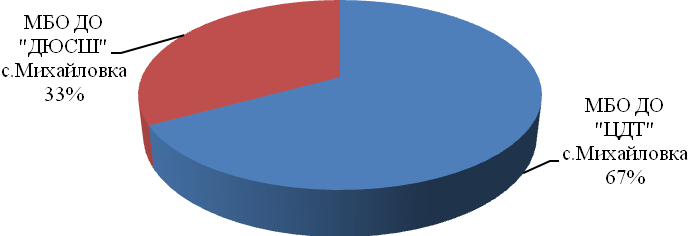 МБО ДО
"ДЮСШ"
с.Михайловка
33%
МБО ДО
"ЦДТ"
с.Михайловка
67%